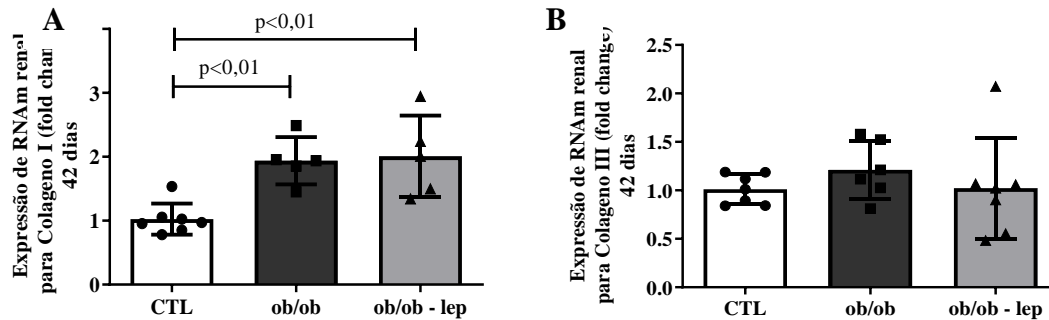 A
Expressão de RNAm renal
para Colageno I (fold chan
42 dias
p<0,01
p<0,01
4
3
2
1
0
CTL
ob/ob
ob/ob - lep
B
Expressão de RNAm renal
para Colageno III (fold change)
42 dias
2.5
2.0
1.5
1.0
0.5
0.0
CTL
ob/ob
ob/ob - lep